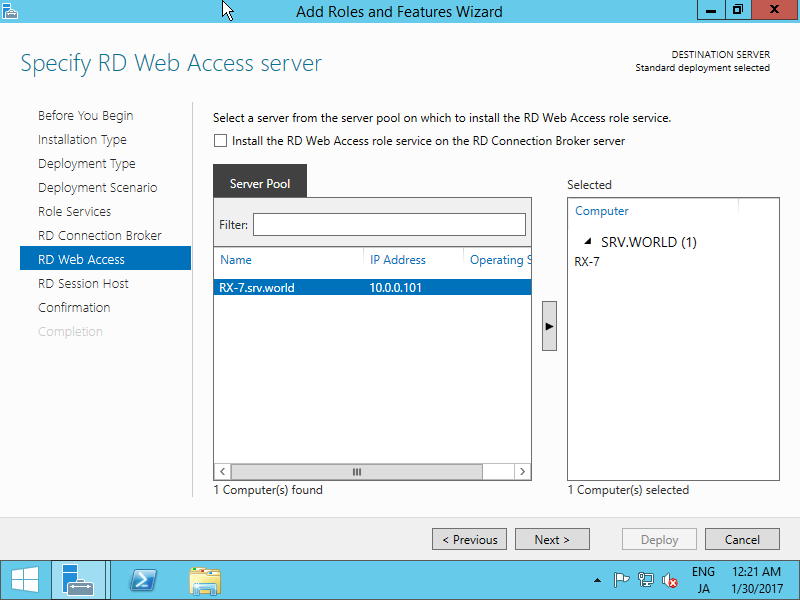 Add Roles and Features Wizard
Specify RD Web Access server
DESTINATION SERVER
Standard deployment selected
Before You Begin
Installation Type
Deployment Type
Deployment Scenario
Role Services
RD Connection Broker
RD Web Access
RD Session Host
Confirmation
Completion
Select a server from the server pool on which to install the RD Web Access role service.
Install the RD Web Access role service on the RD Connection Broker server
Server Pool
Filter:
Name IP Address Operating S
RX-7.srv.world 10.0.0.101
1 Computer(s) found
Selected
Computer
SRV.WORLD (1)
RX-7
1 Computer(s) selected
< Previous Next > Deploy Cancel
ENG
JA
12:21 AM
1/30/2017